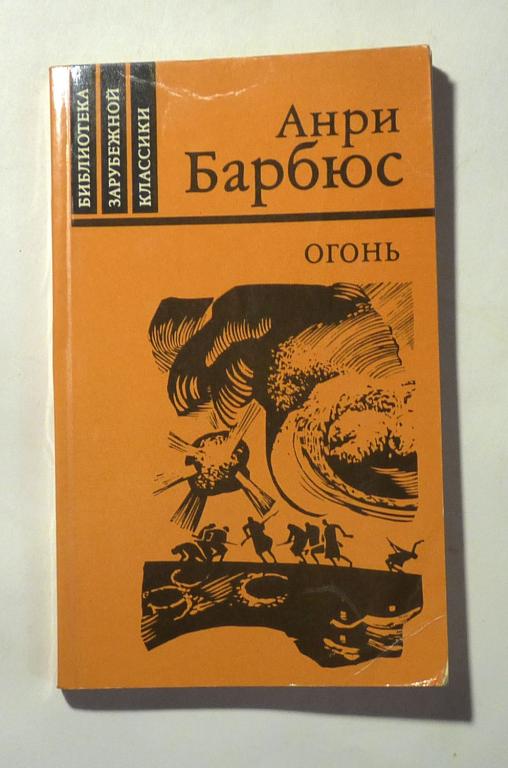 БИБЛИОТЕКА
ЗАРУБЕЖНОЙ
КЛАССИКИ
Анри
Барбюс
огонь